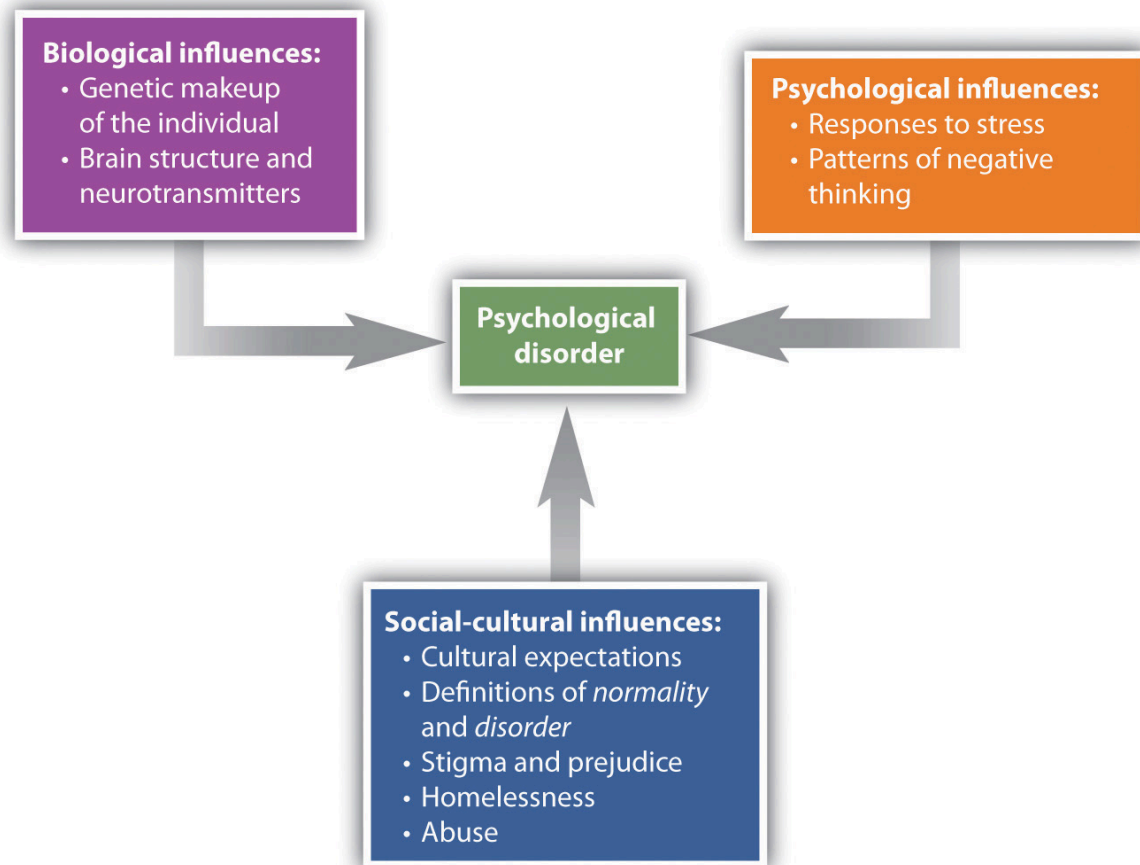 Biological influences:
• Genetic makeup
of the individual
• Brain structure and
neurotransmitters
Psychological influences:
• Responses to stress
• Patterns of negative
thinking
Psychological
disorder
Social-cultural influences:
• Cultural expectations
• Definitions of normality
and disorder
• Stigma and prejudice
• Homelessness
• Abuse